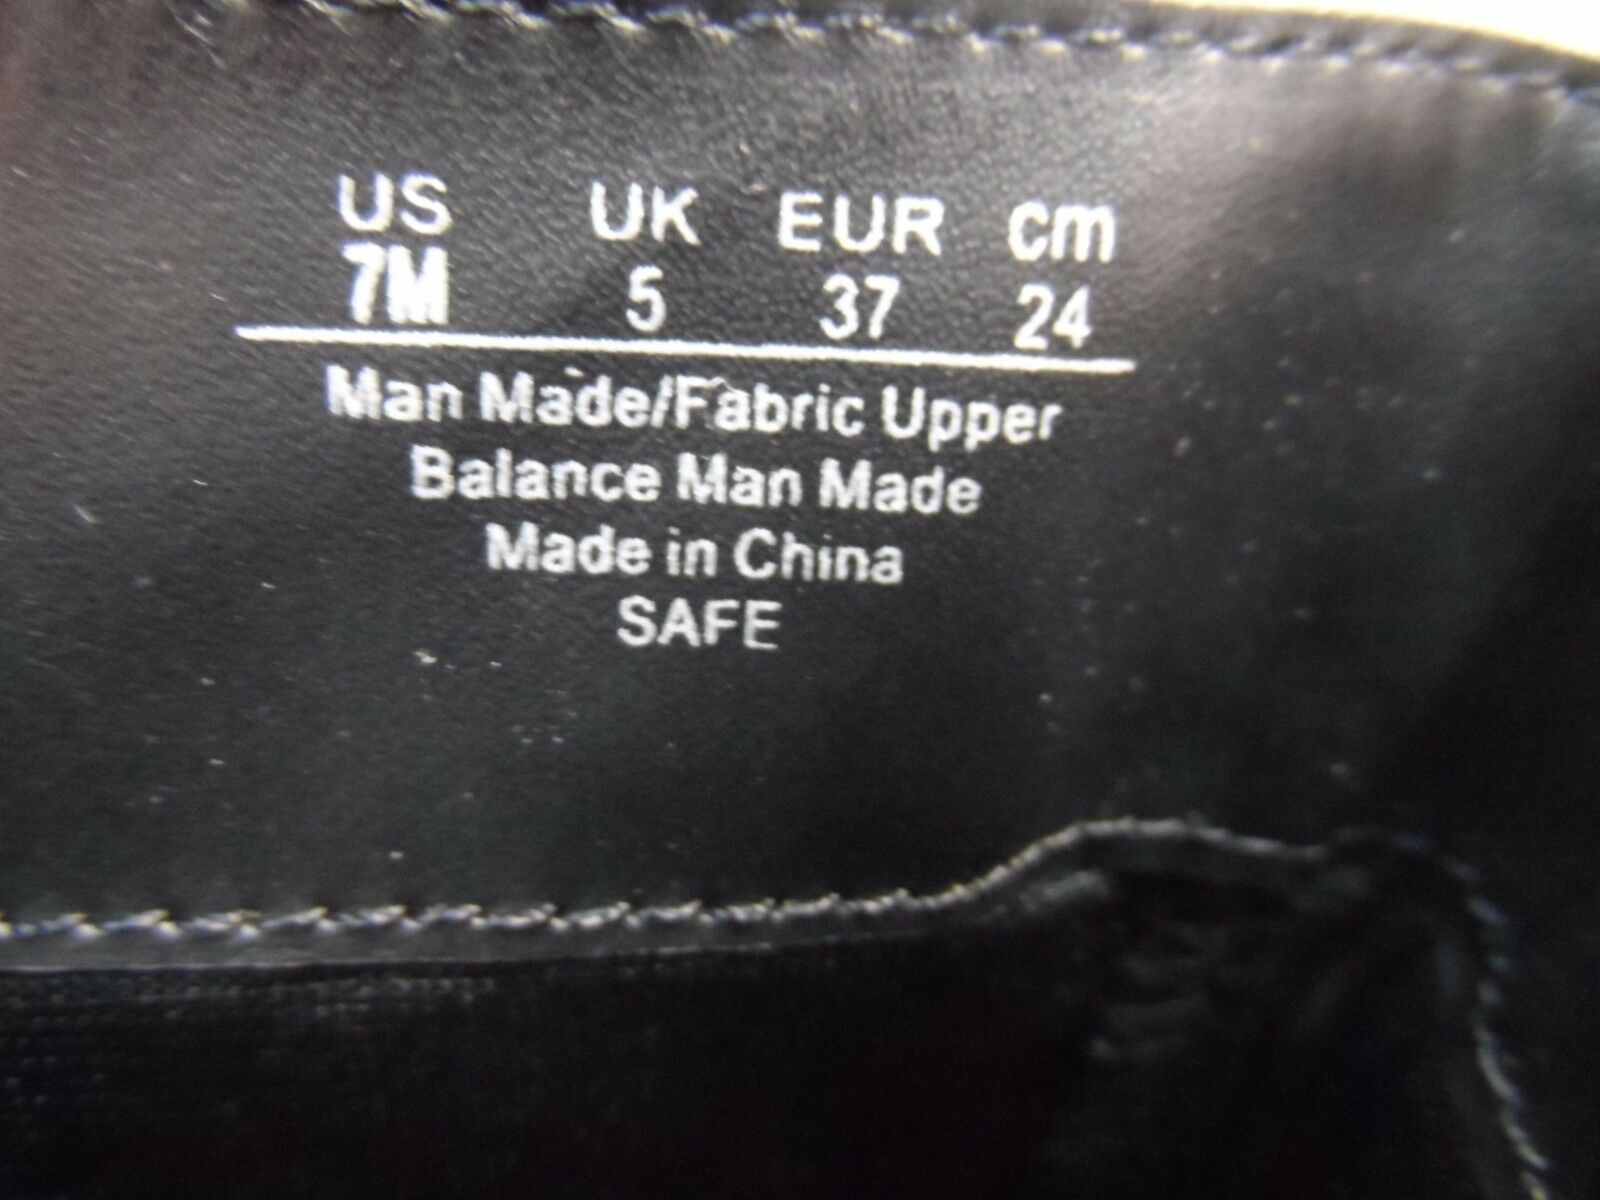 US UK EUR cm
7M 5 37 24
Man Made/Fabric Upper
Balance Man Made
Made in China
SAFE